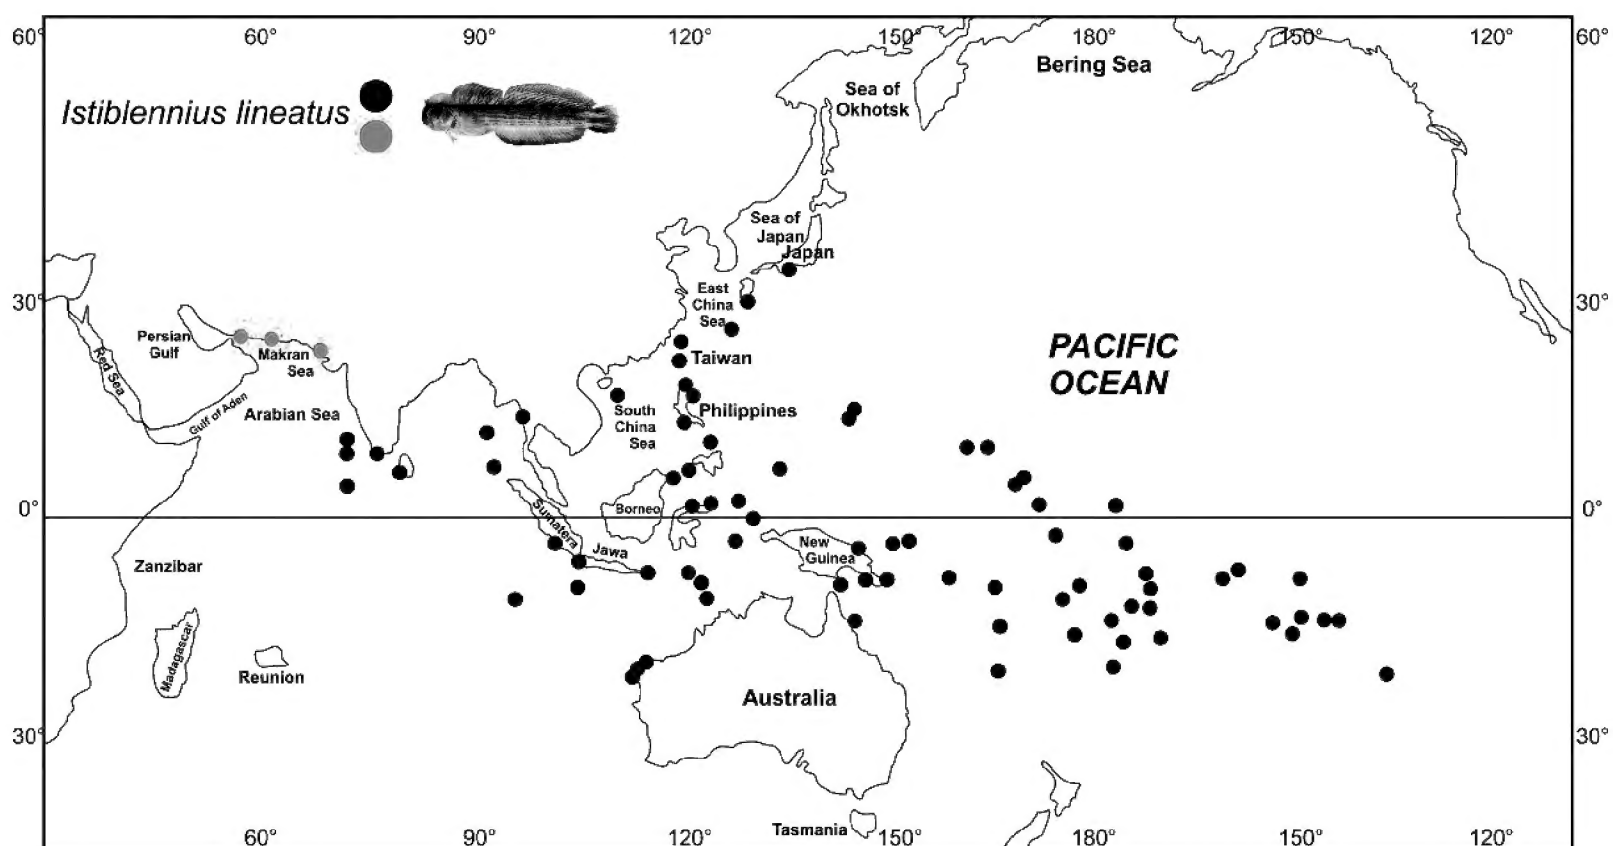 60° 60° 90° 120° 150° 180° 150° 120° 60°
Bering Sea
Sea of
Okhotsk
Istiblennius lineatus
Sea of
Japan
Japan
30° 30°
East
China
Sea
Persian
Gulf
Makran
Sea
Red Sea
Gulf of Aden
Arabian Sea
Taiwan
PACIFIC
OCEAN
South
China
Sea
Philippines
0° 0°
Borneo
Sumatera
Jawa
New
Guinea
Zanzibar
Madagascar
Reunion
Australia
30° 30°
Tasmania
60° 90° 120° 150° 180° 150° 120°